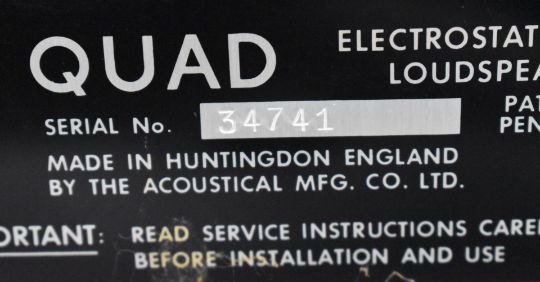 QUAD
ELECTROSTAT
LOUDSPEA
SERIAL No. 34741
PAT
PEN
MADE IN HUNTINGDON ENGLAND
BY THE ACOUSTICAL MFG. CO. LTD.
ORTANT: READ SERVICE INSTRUCTIONS CARE
BEFORE INSTALLATION AND USE